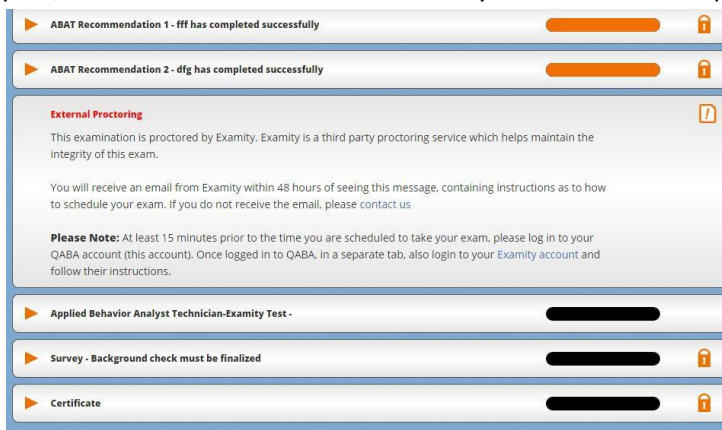 ABAT Recommendation 1 - fff has completed successfully
ABAT Recommendation 2 - dfg has completed successfully
External Proctoring
This examination is proctored by Examity. Examity is a third party proctoring service which helps maintain the
integrity of this exam.
You will receive an email from Examity within 48 hours of seeing this message, containing instructions as to how
to schedule your exam. If you do not receive the email, please contact us
Please Note: At least 15 minutes prior to the time you are scheduled to take your exam, please log in to your
QABA account (this account). Once logged in to QABA, in a separate tab, also login to your Examity account and
follow their instructions.
Applied Behavior Analyst Technician-Examity Test -
Survey - Background check must be finalized
Certificate